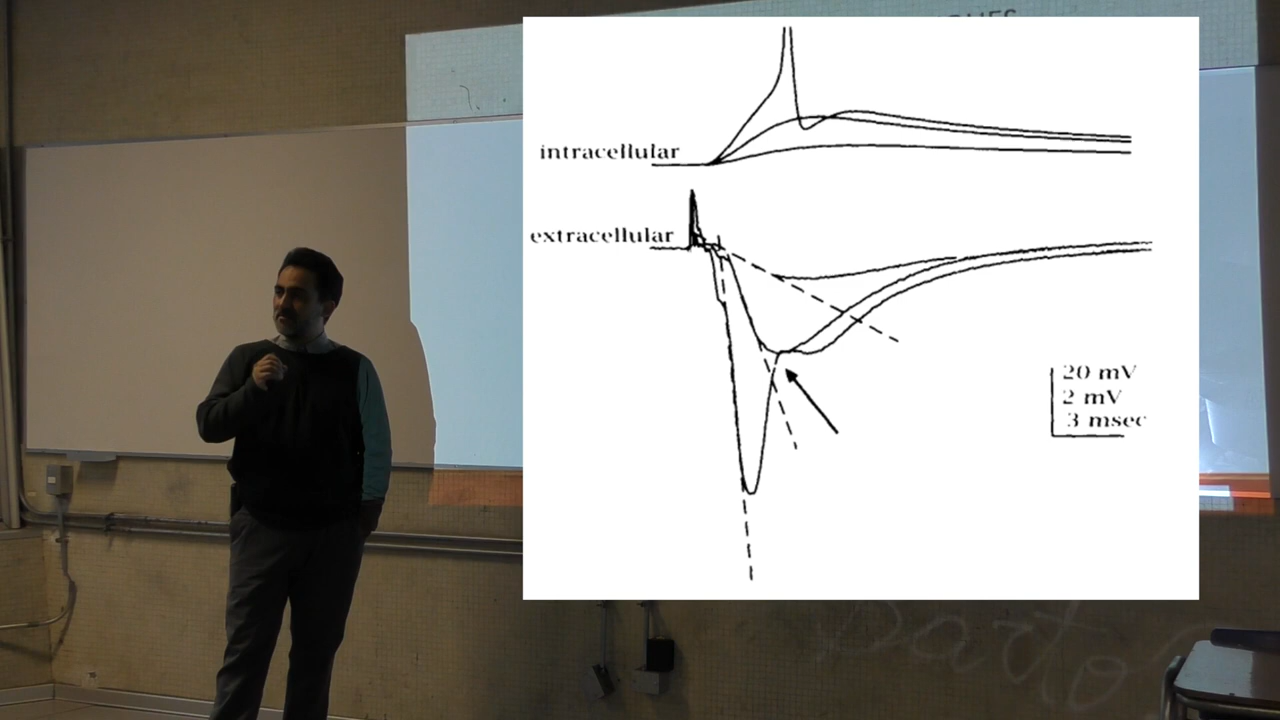 intracellular
extracellular
20 mV
2 mV
3 msec